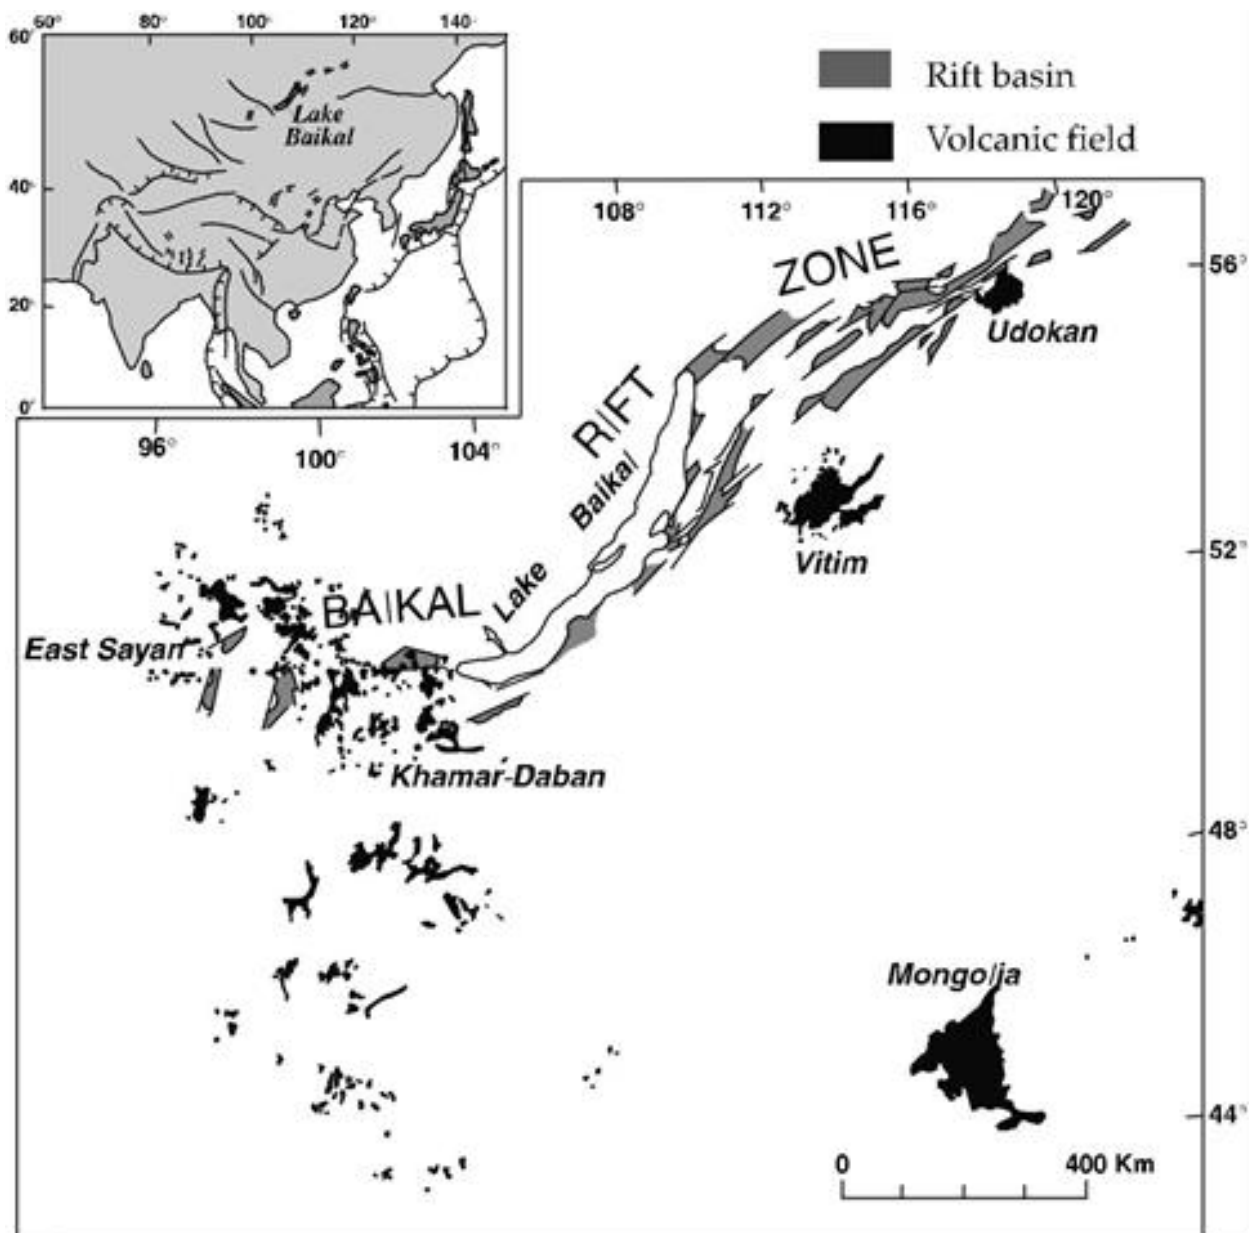 60° 80° 100° 120° 140°
60°
40°
20°
0°
Lake
Baikal
Rift basin
Volcanic field
108° 112° 116° 120°
56°
52°
48°
44°
96° 100° 104°
BAIKAL
RIFT
ZONE
Lake Baikal
Udokan
Vitim
East Sayan
Khamar-Daban
Mongolia
0 400 Km